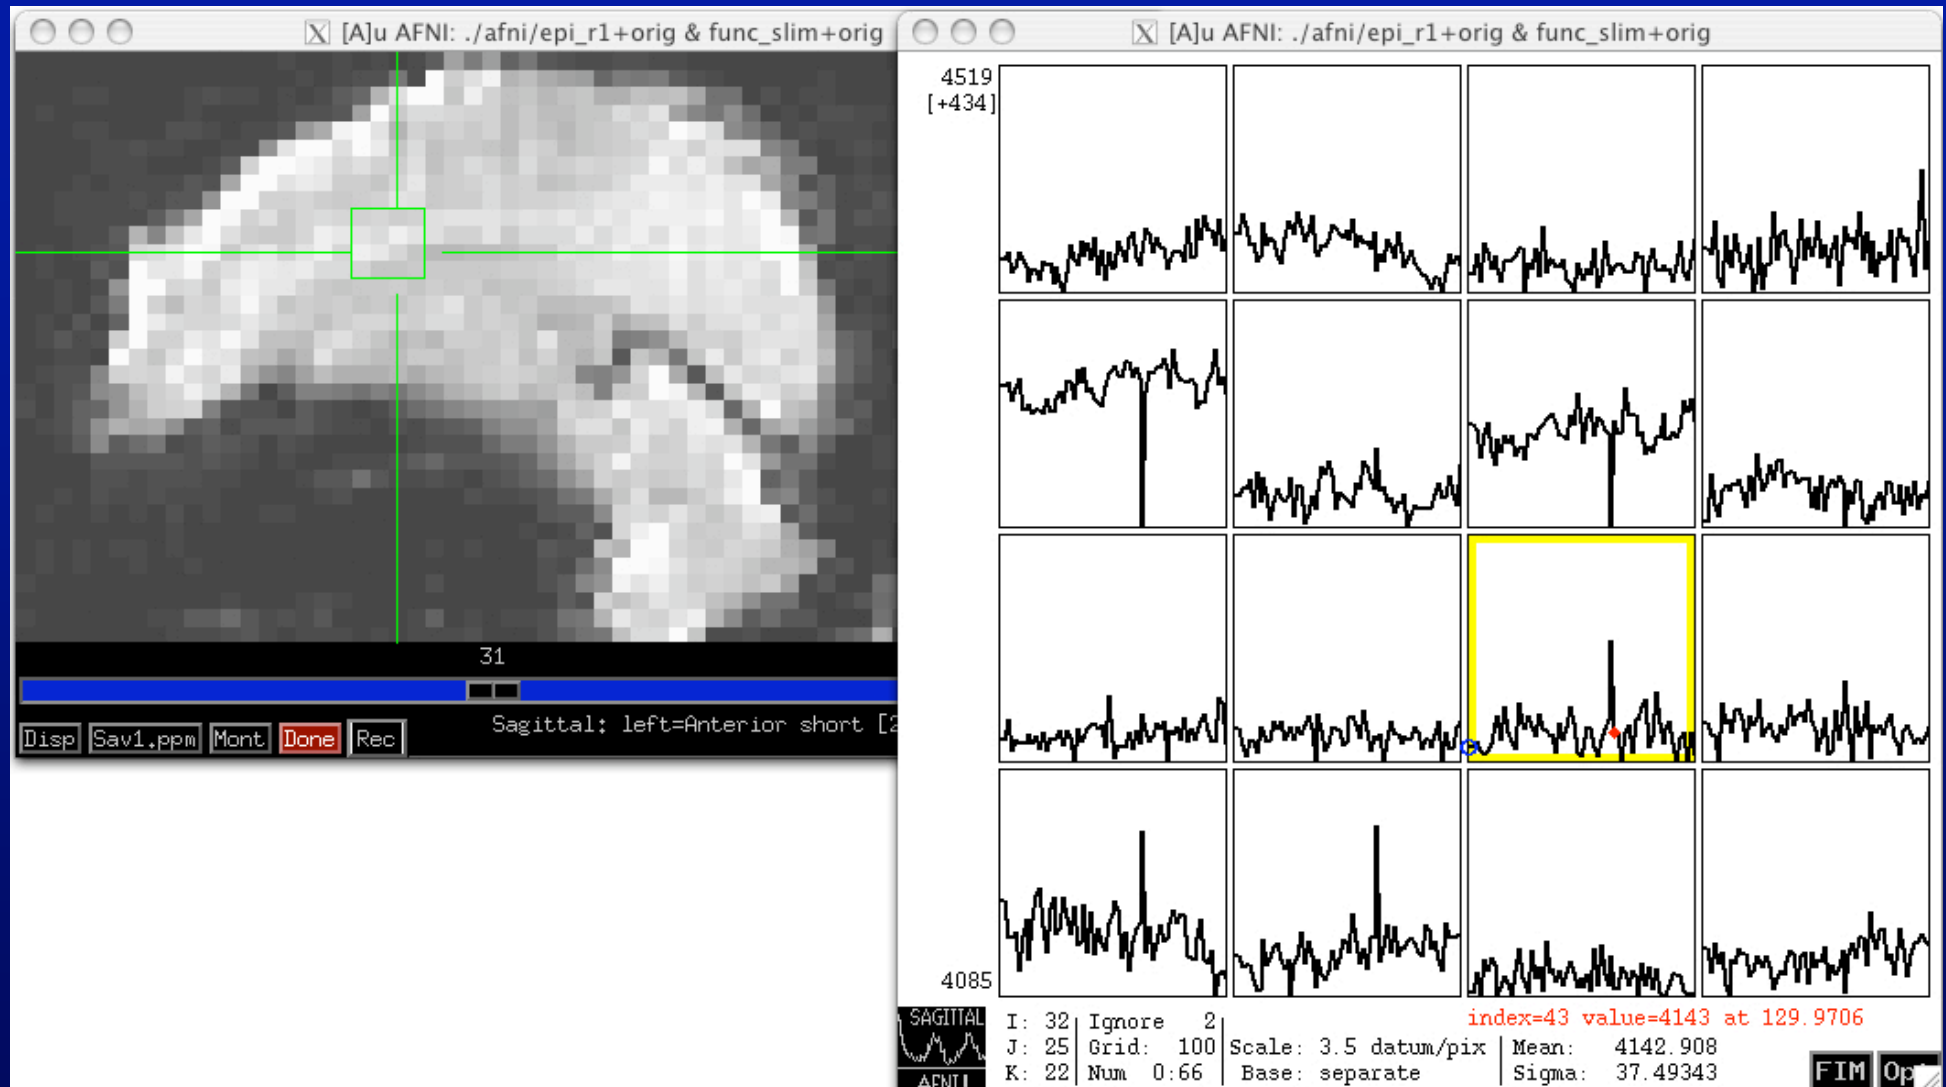 [A]u AFNI: ./afni/epi_r1+orig & func_slim+orig
31
Sagittal: left=Anterior short [2
Disp Sav1.ppm Mont Done Rec
[A]u AFNI: ./afni/epi_r1+orig & func_slim+orig
4519
[+434]
4085
SAGITTAL
AFNI
I: 32 Ignore 2
J: 25 Grid: 100 Scale: 3.5 datum/pix
K: 22 Num 0:66 Base: separate
index=43 value=4143 at 129.9706
Mean: 4142.908
Sigma: 37.49343
FIM